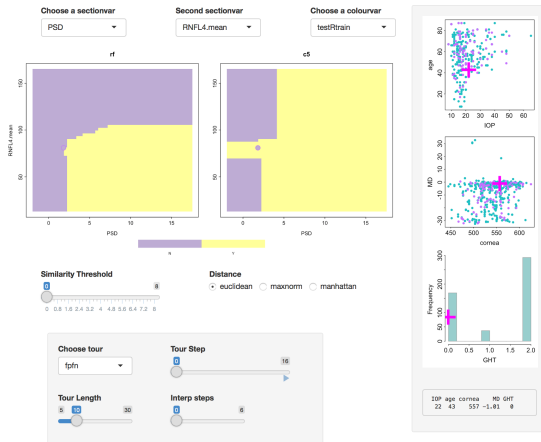 Choose a sectionvar
Second sectionvar
Choose a colourvar
PSD
RNFL4.mean
testRtrain
rf
c5
RNFL4.mean
150
100
50
150
100
50
0 5 10 15
0 5 10 15
PSD
PSD
N
Y
Similarity Threshold
0 8
0 0.8 1.6 2.4 3.2 4 4.8 5.6 6.4 7.2 8
Distance
euclidean maxnorm manhattan
Choose tour
fpfn
Tour Step
0 16
Tour Length
5 10 30
Interp steps
0 6
age
80
60
40
20
10 20 30 40 50 60
IOP
MD
30
20
10
0
-10
-30
450 500 550 600
cornea
Frequency
300
200
100
50
0
0.0 0.5 1.0 1.5 2.0
GHT
IOP age cornea MD GHT
22 43 557 -1.01 0